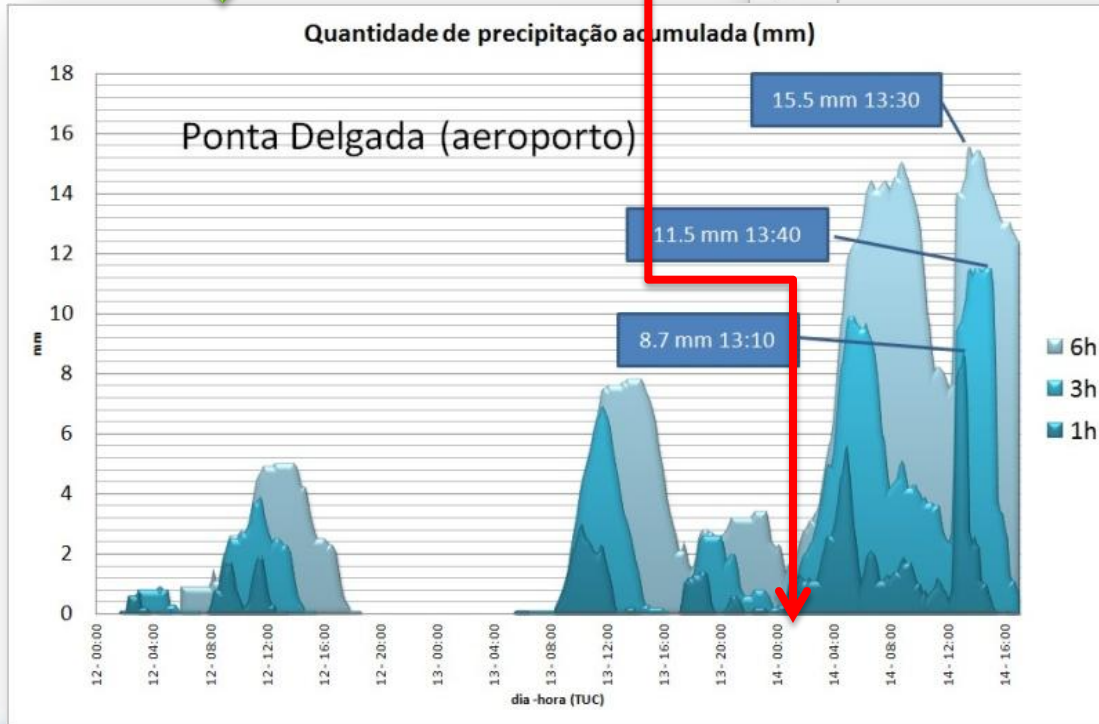 Quantidade de precipitação acumulada (mm)
Ponta Delgada (aeroporto)
15.5 mm 13:30
11.5 mm 13:40
8.7 mm 13:10
18
16
14
12
10
8
6
4
2
0
mm
6h
3h
1h
12 - 00:00
12 - 04:00
12 - 08:00
12 - 12:00
12 - 16:00
12 - 20:00
13 - 00:00
13 - 04:00
13 - 08:00
13 - 12:00
13 - 16:00
13 - 20:00
14 - 00:00
14 - 04:00
14 - 08:00
14 - 12:00
14 - 16:00
dia -hora (TUC)